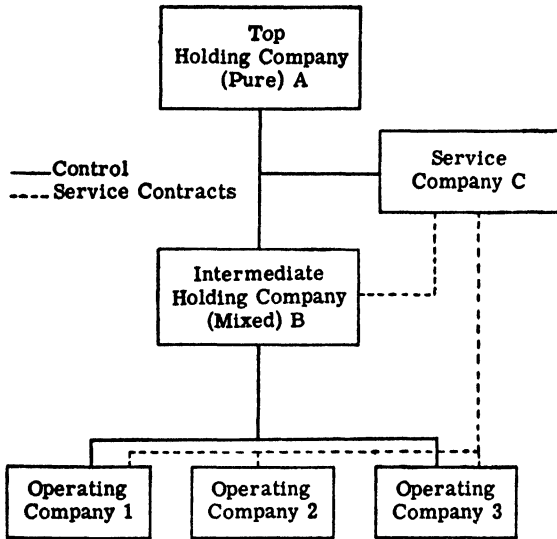 Top
Holding Company
(Pure) A
Control
Service Contracts
Service
Company C
Intermediate
Holding Company
(Mixed) B
Operating
Company 1
Operating
Company 2
Operating
Company 3